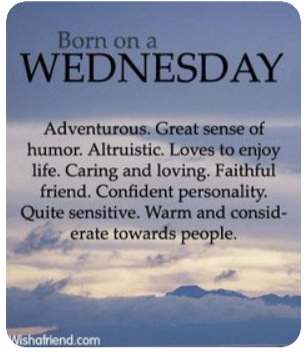 Born on a
WEDNESDAY
Adventurous. Great sense of
humor. Altruistic. Loves to enjoy
life. Caring and loving. Faithful
friend. Confident personality.
Quite sensitive. Warm and consid-
erate towards people.
Wishafriend.com